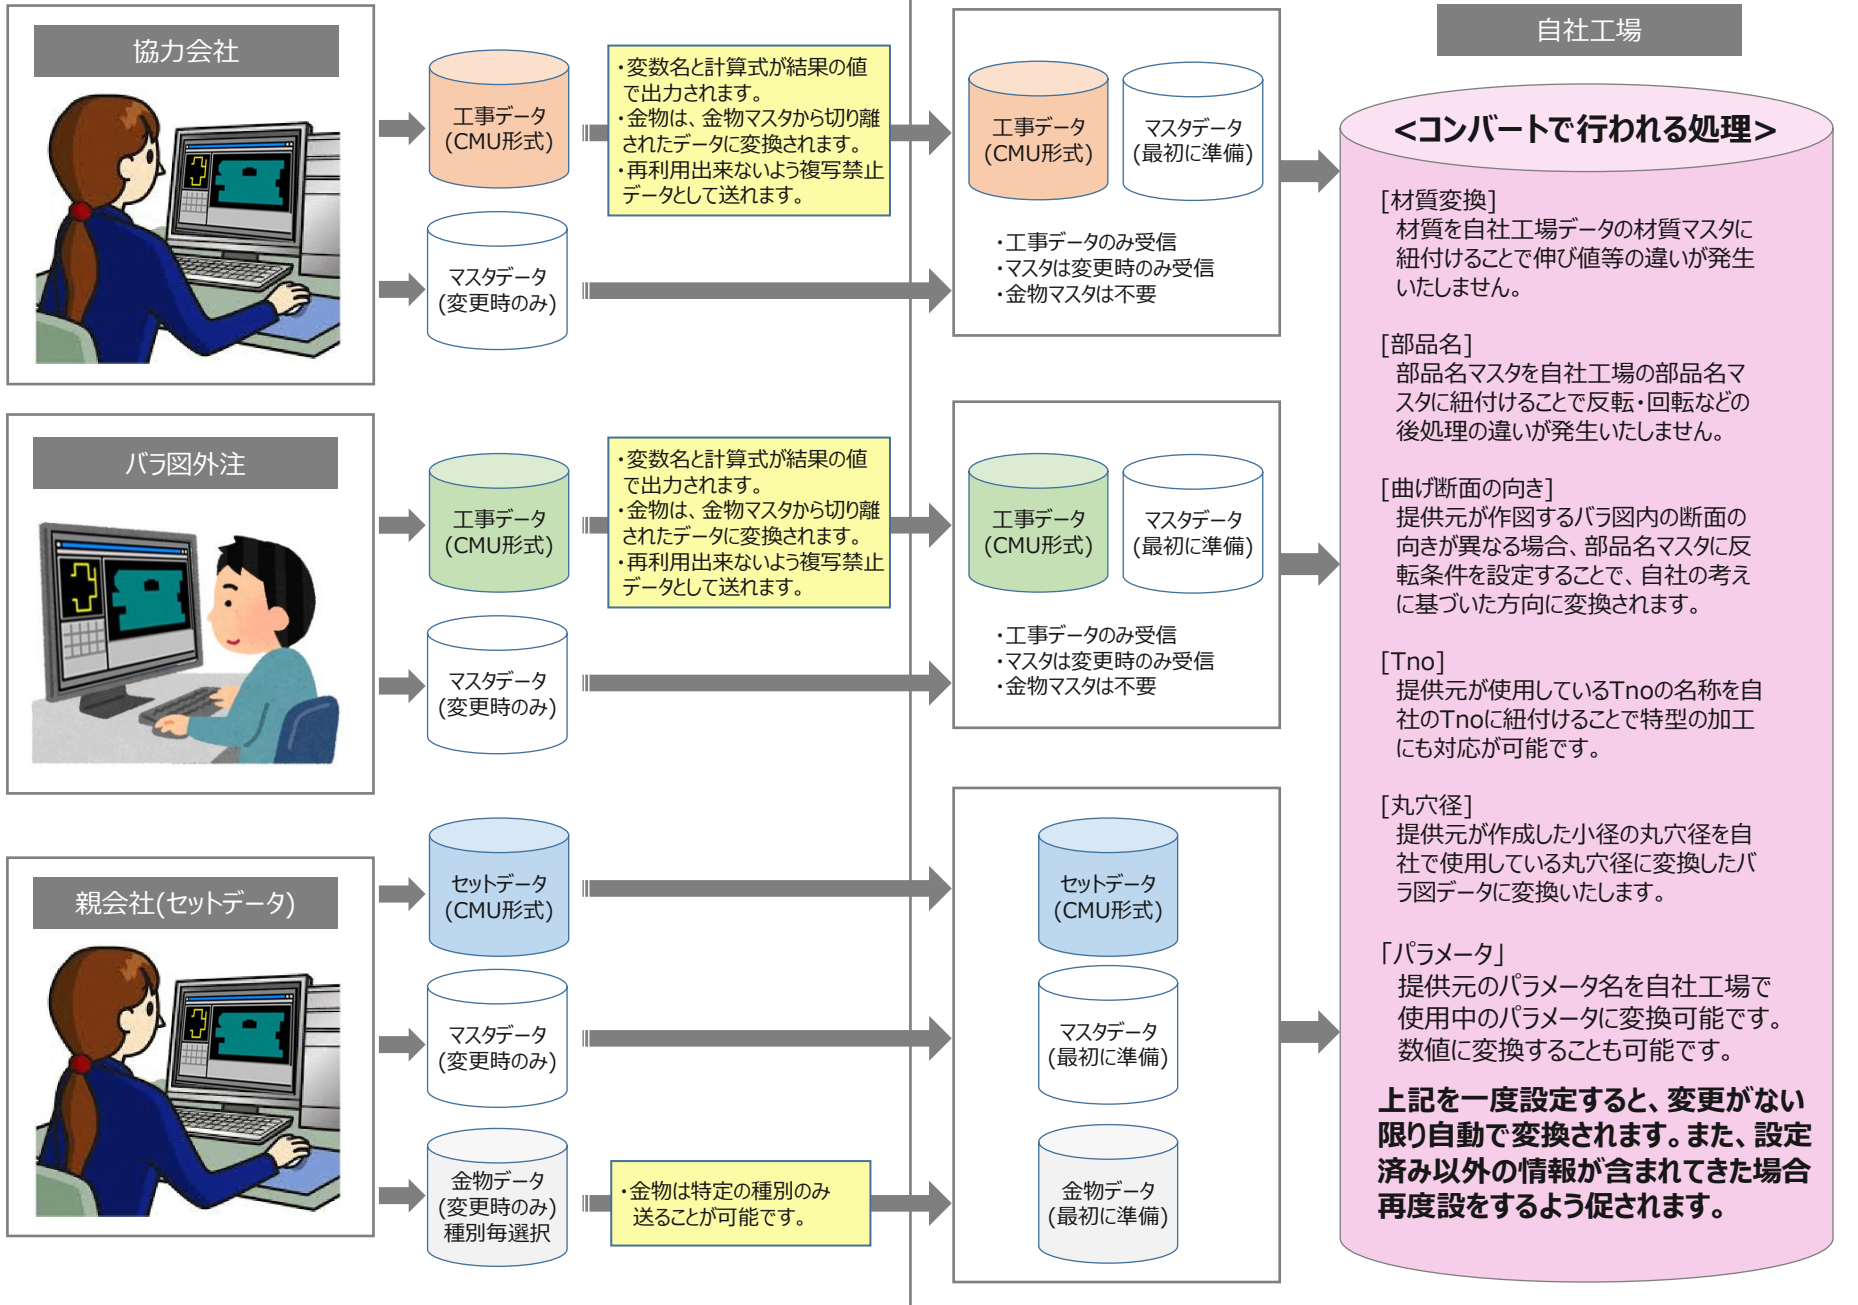 協力会社
工事データ
(CMU形式)
・変数名と計算式が結果の値
で出力されます。
・金物は、金物マスタから切り離
されたデータに変換されます。
・再利用出来ないよう複写禁止
データとして送れます。
マスタデータ
(変更時のみ)
工事データ
(CMU形式)
マスタデータ
(最初に準備)
・工事データのみ受信
・マスタは変更時のみ受信
・金物マスタは不要
バラ図外注
工事データ
(CMU形式)
・変数名と計算式が結果の値
で出力されます。
・金物は、金物マスタから切り離
されたデータに変換されます。
・再利用出来ないよう複写禁止
データとして送れます。
マスタデータ
(変更時のみ)
工事データ
(CMU形式)
マスタデータ
(最初に準備)
・工事データのみ受信
・マスタは変更時のみ受信
・金物マスタは不要
親会社(セットデータ)
セットデータ
(CMU形式)
マスタデータ
(変更時のみ)
金物データ
(変更時のみ)
種別毎選択
・金物は特定の種別のみ
送ることが可能です。
セットデータ
(CMU形式)
マスタデータ
(最初に準備)
金物データ
(最初に準備)
自社工場
<コンバートで行われる処理>
[材質変換]
材質を自社工場データの材質マスタに
紐付けることで伸び値等の違いが発生
いたしません。
[部品名]
部品名マスタを自社工場の部品名マ
スタに紐付けることで反転・回転などの
後処理の違いが発生いたしません。
[曲げ断面の向き]
提供元が作図するバラ図内の断面の
向きが異なる場合、部品名マスタに反
転条件を設定することで、自社の考え
に基づいた方向に変換されます。
[Tno]
提供元が使用しているTnoの名称を自
社のTnoに紐付けることで特型の加工
にも対応が可能です。
[丸穴径]
提供元が作成した小径の丸穴径を自
社で使用している丸穴径に変換したバ
ラ図データに変換いたします。
「パラメータ」
提供元のパラメータ名を自社工場で
使用中のパラメータに変換可能です。
数値に変換することも可能です。
上記を一度設定すると、変更がない
限り自動で変換されます。また、設定
済み以外の情報が含まれてきた場合
再度設をするよう促されます。